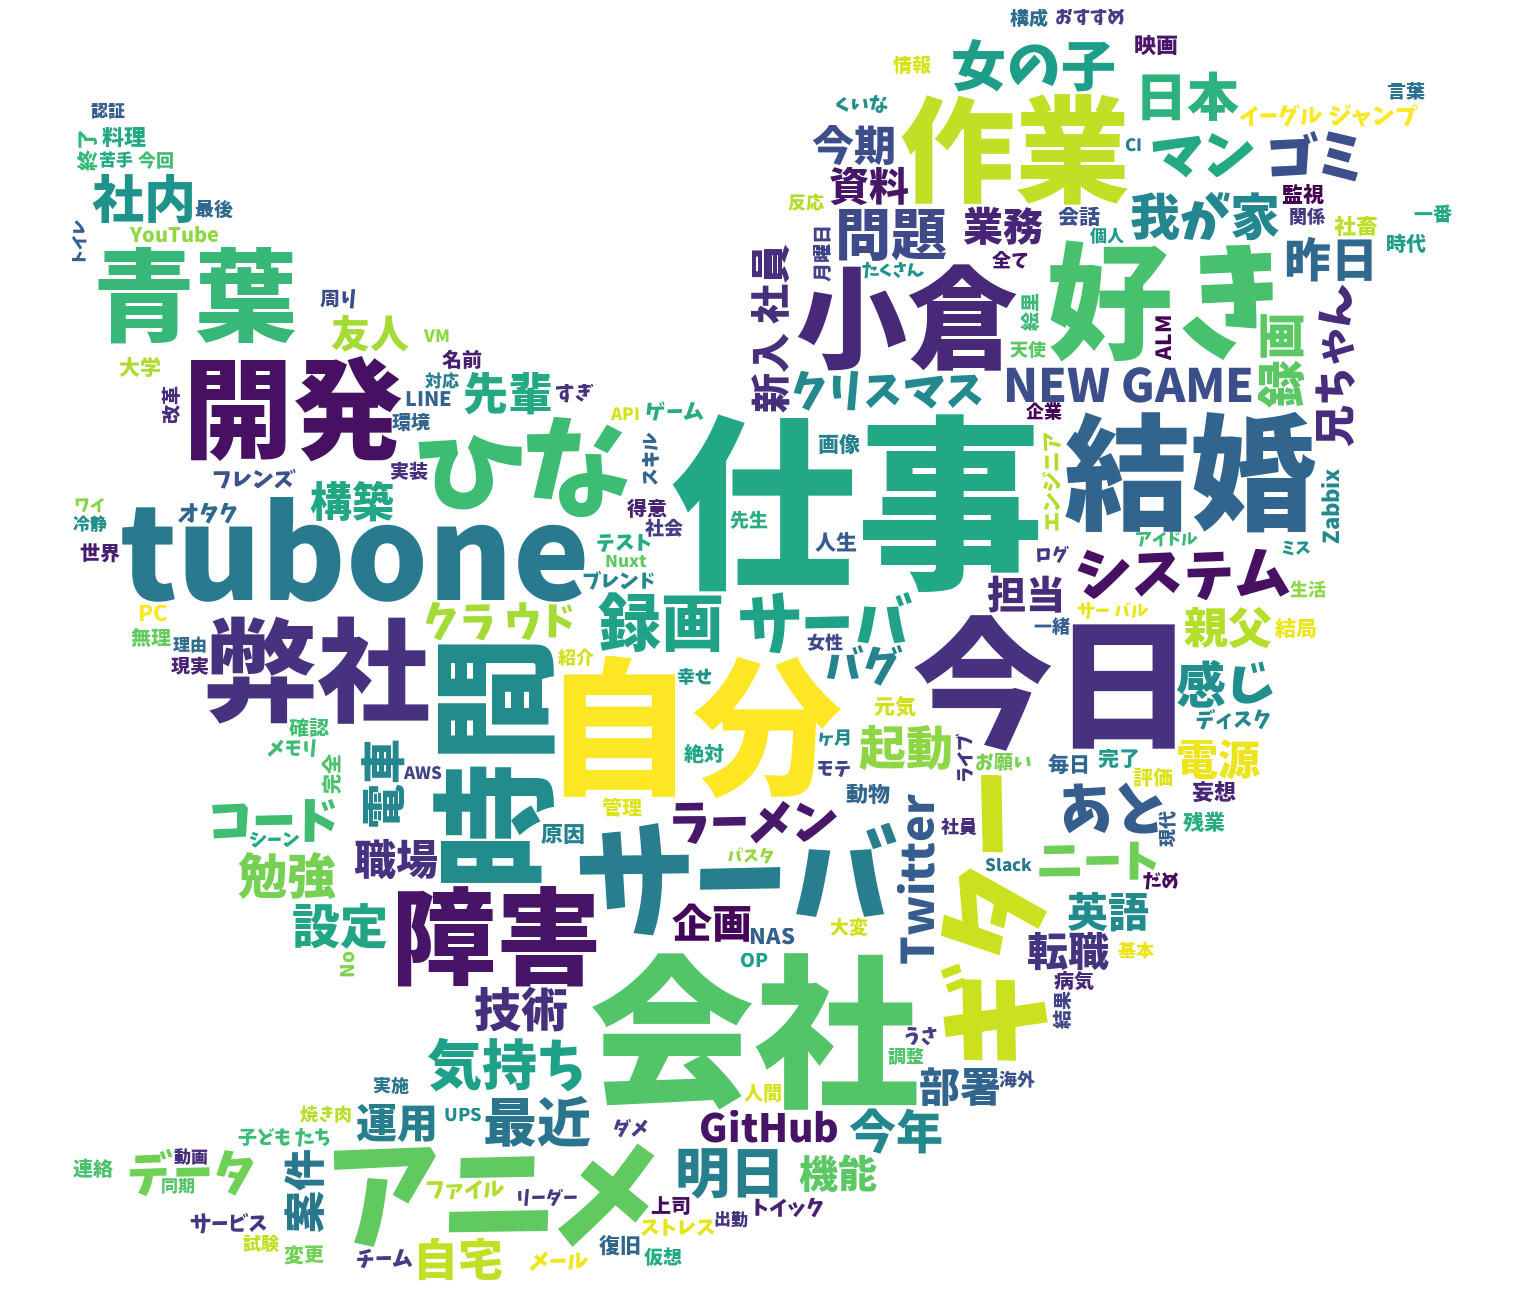 構成 おすすめ
女の子
映画
情報
日本
認証
くいな
作業
言葉
イーグル ジャンプ
終了
料理
苦手
今回
今期
CI
マン
ゴミ
社内
最後
資料
反応
我が家
監視
関係
社畜
一番
トイレ
YouTube
問題
業務
会話
個人
昨日
時代
月曜日
青葉
新入社員
小倉
たくさん
全て
好き
周り
絵里
兄ちゃん
友人
VM
天使
ALM
録画
大学
名前
開発
対応
先輩
すぎ
クリスマス
NEW GAME
改革
LINE
環境
API
ゲーム
企業
ひな
仕事
画像
エンジニア
結婚
フレンズ
実装
スキル
Zabbix
構築
ワイ
オタク
得意
先生
冷静
社会
tubone
世界
テスト
人生
アイドル
ログ
ミス
Nuxt
ブレンド
システム
担当
生活
PC
クラウド
録画
サーバ
サーバル
親父
結局
一緒
無理
理由
弊社
女性
今日
現実
時間
紹介
自分
バグ
幸せ
感じ
元気
ディスク
確認
メモリ
絶対
ヶ月
起動
ライブ
電源
完全
電車
AWS
モテ
お願い
毎日
完了
評価
動物
妄想
コード
シーン
管理
ラーメン
Twitter
社員
ギター
あと
現代
残業
原因
サーバ
職場
パスタ
Slack
ニート
だめ
勉強
障害
設定
企画
NAS
大変
英語
転職
基本
No
OP
病気
技術
会社
結果
うさ
調整
気持ち
実施
人間
部署
海外
焼き肉
運用
UPS
最近
ダメ
GitHub
今年
子どもたち
動画
連絡
データ
同期
案件
アニメ
明日
機能
ファイル
リーダー
上司
トイック
サービス
ストレス
出勤
試験
変更
チーム
自宅
メール
復旧
仮想